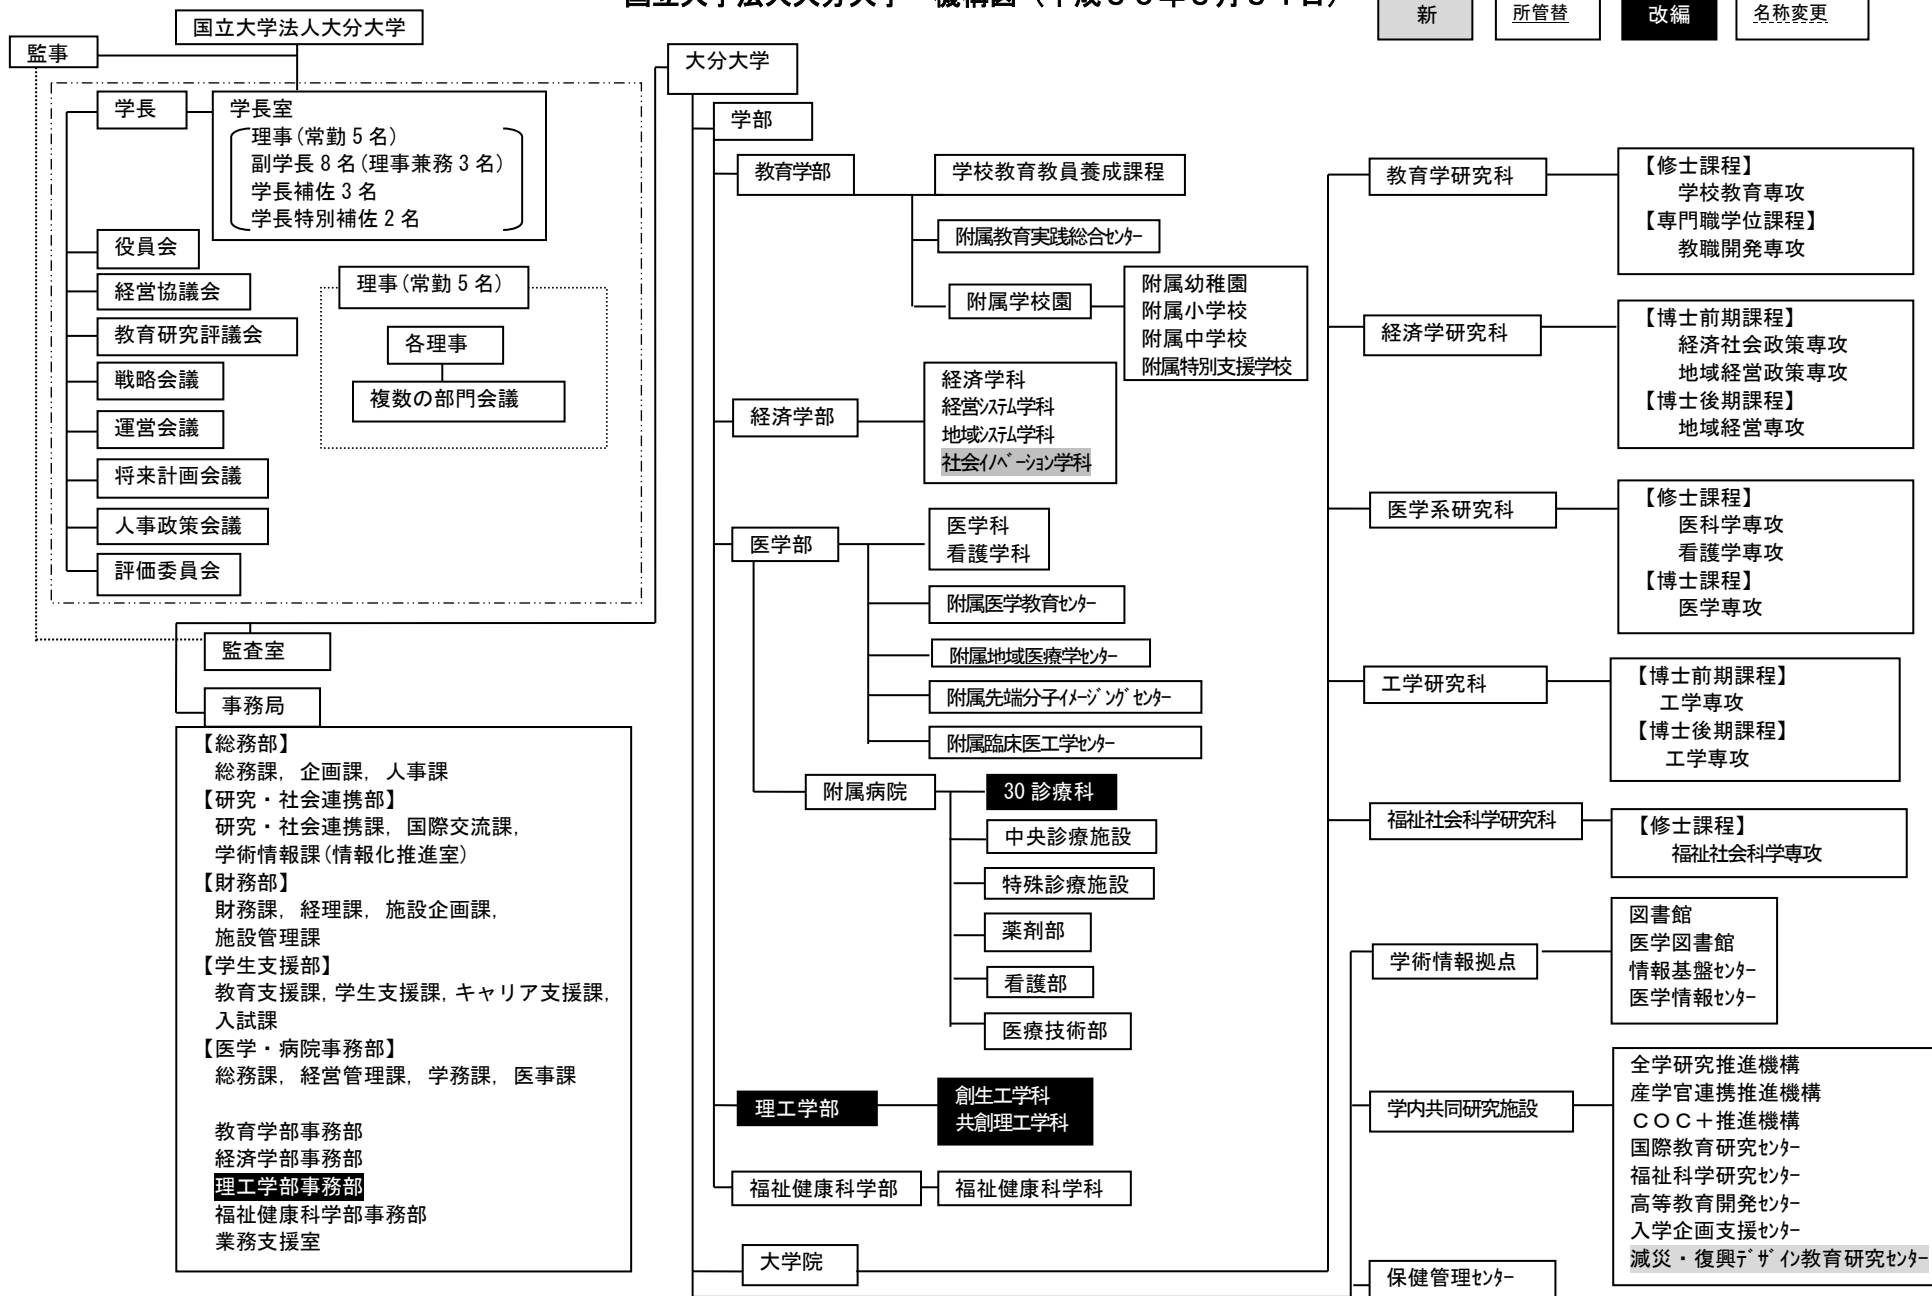 国立大学法人大分大学 機構図（平成３０年３月３１日）
新
所管替
改編
名称変更
国立大学法人大分大学
監事
学長
学長室
理事(常勤５名)
副学長８名(理事兼務３名)
学長補佐３名
学長特別補佐２名
役員会
経営協議会
教育研究評議会
戦略会議
運営会議
将来計画会議
人事政策会議
評価委員会
理事(常勤５名)
各理事
複数の部門会議
監査室
事務局
【総務部】
総務課，企画課，人事課
【研究・社会連携部】
研究・社会連携課，国際交流課，
学術情報課(情報化推進室)
【財務部】
財務課，経理課，施設企画課，
施設管理課
【学生支援部】
教育支援課，学生支援課，キャリア支援課，
入試課
【医学・病院事務部】
総務課，経営管理課，学務課，医事課
教育学部事務部
経済学部事務部
理工学部事務部
福祉健康科学部事務部
業務支援室
大分大学
学部
教育学部
学校教育教員養成課程
附属教育実践総合ｾﾝﾀｰ
附属学校園
附属幼稚園
附属小学校
附属中学校
附属特別支援学校
経済学部
経済学科
経営ｼｽﾃﾑ学科
地域ｼｽﾃﾑ学科
社会ｲﾉﾍﾞｰｼｮﾝ学科
医学部
医学科
看護学科
附属医学教育ｾﾝﾀｰ
附属地域医療学ｾﾝﾀｰ
附属先端分子ｲﾒｰｼﾞﾝｸﾞｾﾝﾀｰ
附属臨床医工学ｾﾝﾀｰ
附属病院
30 診療科
中央診療施設
特殊診療施設
薬剤部
看護部
医療技術部
理工学部
創生工学科
共創理工学科
福祉健康科学部
福祉健康科学科
大学院
教育学研究科
【修士課程】
学校教育専攻
【専門職学位課程】
教職開発専攻
経済学研究科
【博士前期課程】
経済社会政策専攻
地域経営政策専攻
【博士後期課程】
地域経営専攻
医学系研究科
【修士課程】
医科学専攻
看護学専攻
【博士課程】
医学専攻
工学研究科
【博士前期課程】
工学専攻
【博士後期課程】
工学専攻
福祉社会科学研究科
【修士課程】
福祉社会科学専攻
学術情報拠点
図書館
医学図書館
情報基盤ｾﾝﾀｰ
医学情報ｾﾝﾀｰ
学内共同研究施設
全学研究推進機構
産学官連携推進機構
ＣＯＣ＋推進機構
国際教育研究ｾﾝﾀｰ
福祉科学研究ｾﾝﾀｰ
高等教育開発ｾﾝﾀｰ
入学企画支援ｾﾝﾀｰ
減災・復興ﾃﾞｻﾞｲﾝ教育研究ｾﾝﾀｰ
保健管理ｾﾝﾀｰ